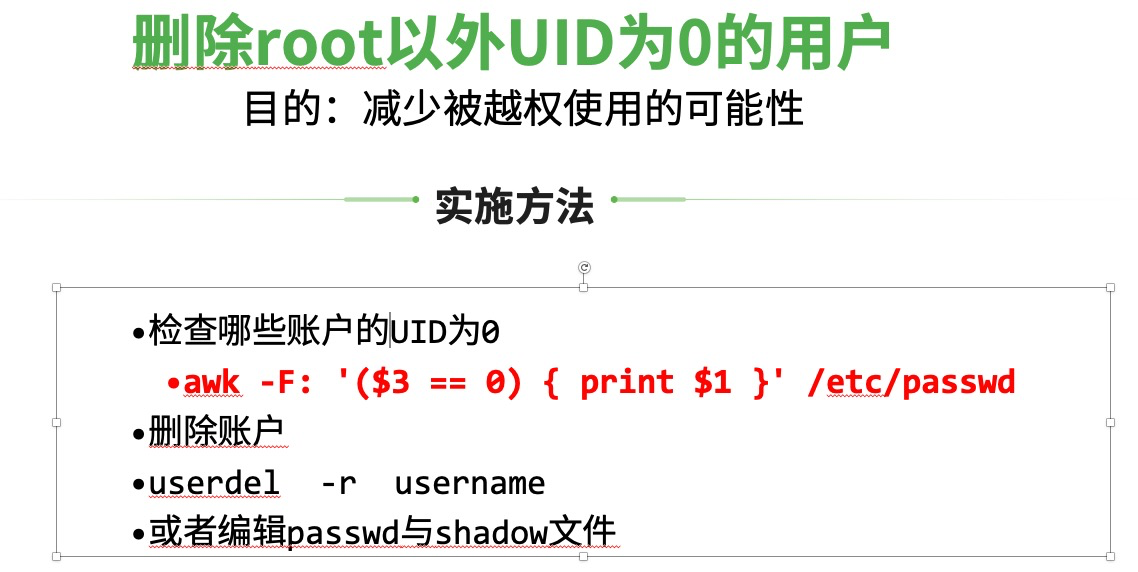 删除root以外UID为0的用户
目的：减少被越权使用的可能性
实施方法
•检查哪些账户的UID为0
•awk -F: '($3 == 0) { print $1 }' /etc/passwd
•删除账户
•userdel -r username
•或者编辑passwd与shadow文件